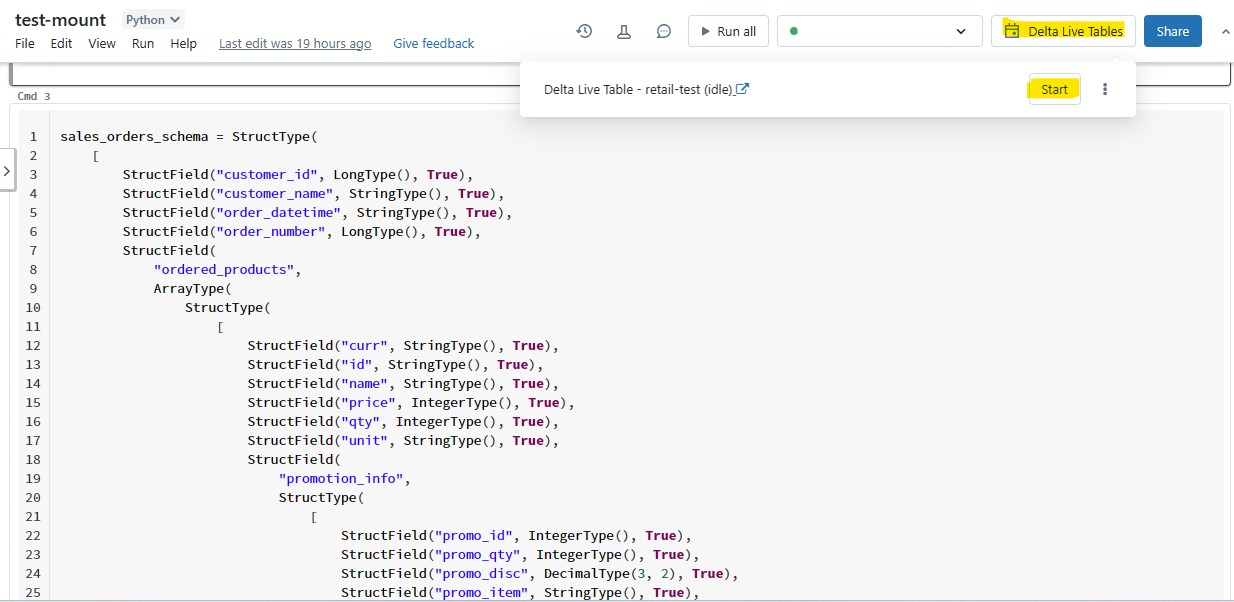 test-mount Python
File Edit View Run Help Last edit was 19 hours ago Give feedback
Run all
Delta Live Tables
Share
Delta Live Table - retail-test (idle)
Start
Cmd 3
1 sales_orders_schema = StructType(
2     [
3         StructField("customer_id", LongType(), True),
4         StructField("customer_name", StringType(), True),
5         StructField("order_datetime", StringType(), True),
6         StructField("order_number", LongType(), True),
7         StructField(
8             "ordered_products",
9             ArrayType(
10                 StructType(
11                     [
12                         StructField("curr", StringType(), True),
13                         StructField("id", StringType(), True),
14                         StructField("name", StringType(), True),
15                         StructField("price", IntegerType(), True),
16                         StructField("qty", IntegerType(), True),
17                         StructField("unit", StringType(), True),
18                         StructField(
19                             "promotion_info",
20                             StructType(
21                                 [
22                                     StructField("promo_id", IntegerType(), True),
23                                     StructField("promo_qty", IntegerType(), True),
24                                     StructField("promo_disc", DecimalType(3, 2), True),
25                                     StructField("promo_item", StringType(), True),